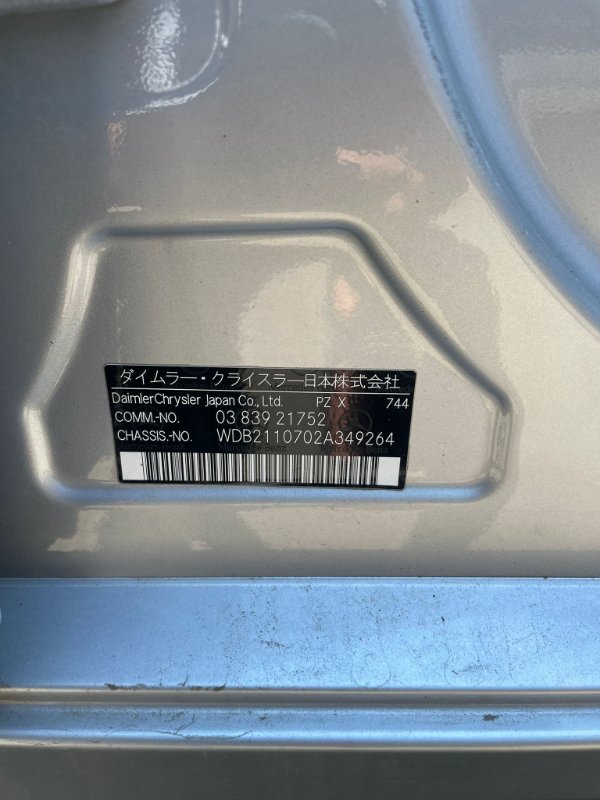 ダイムラー・クライスラー日本株式会社
DaimlerChrysler Japan Co., Ltd. PZ X 744
COMM.-NO. 03 839 21752
CHASSIS.-NO. WDB2110702A349264